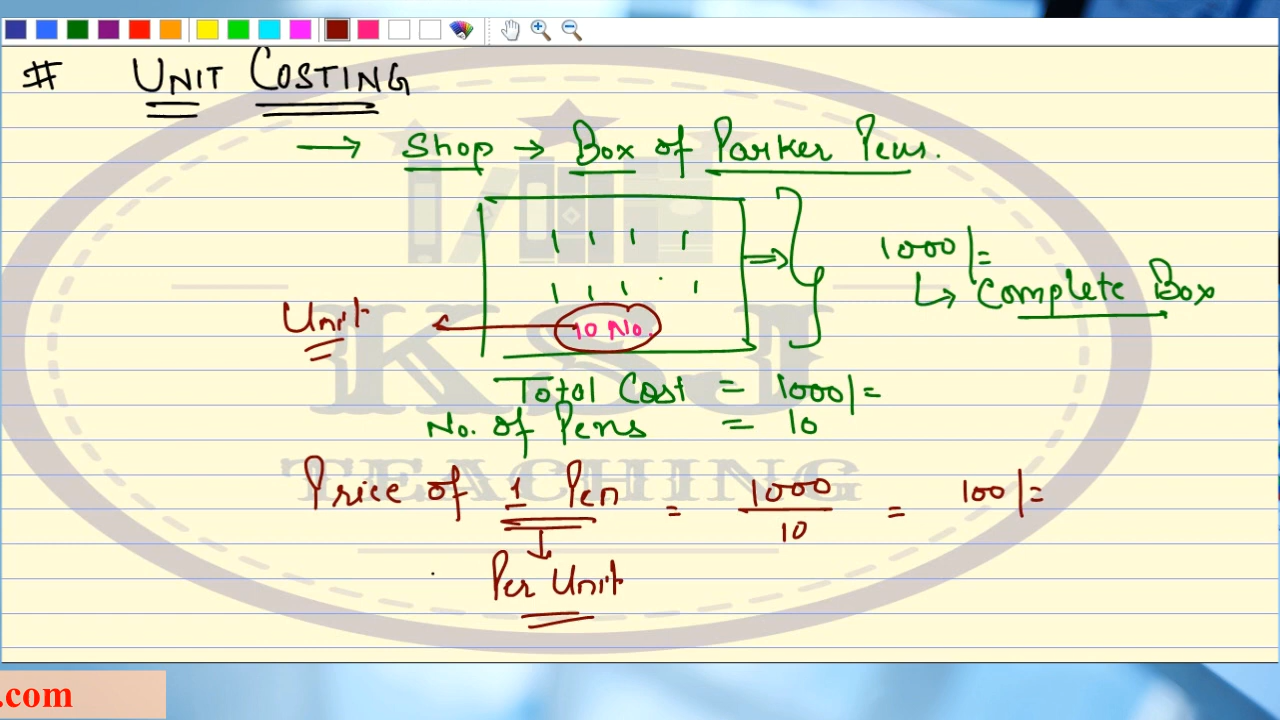 # UNIT COSTING
→ Shop → Box of Parker Pens.
1000/=
↳ Complete Box
Unit
10 No.
Total Cost = 1000/=
No. of Pens = 10
Price of 1 Pen = 1000/10 = 100/=
Per Unit
KSJ
TEACHING
.com